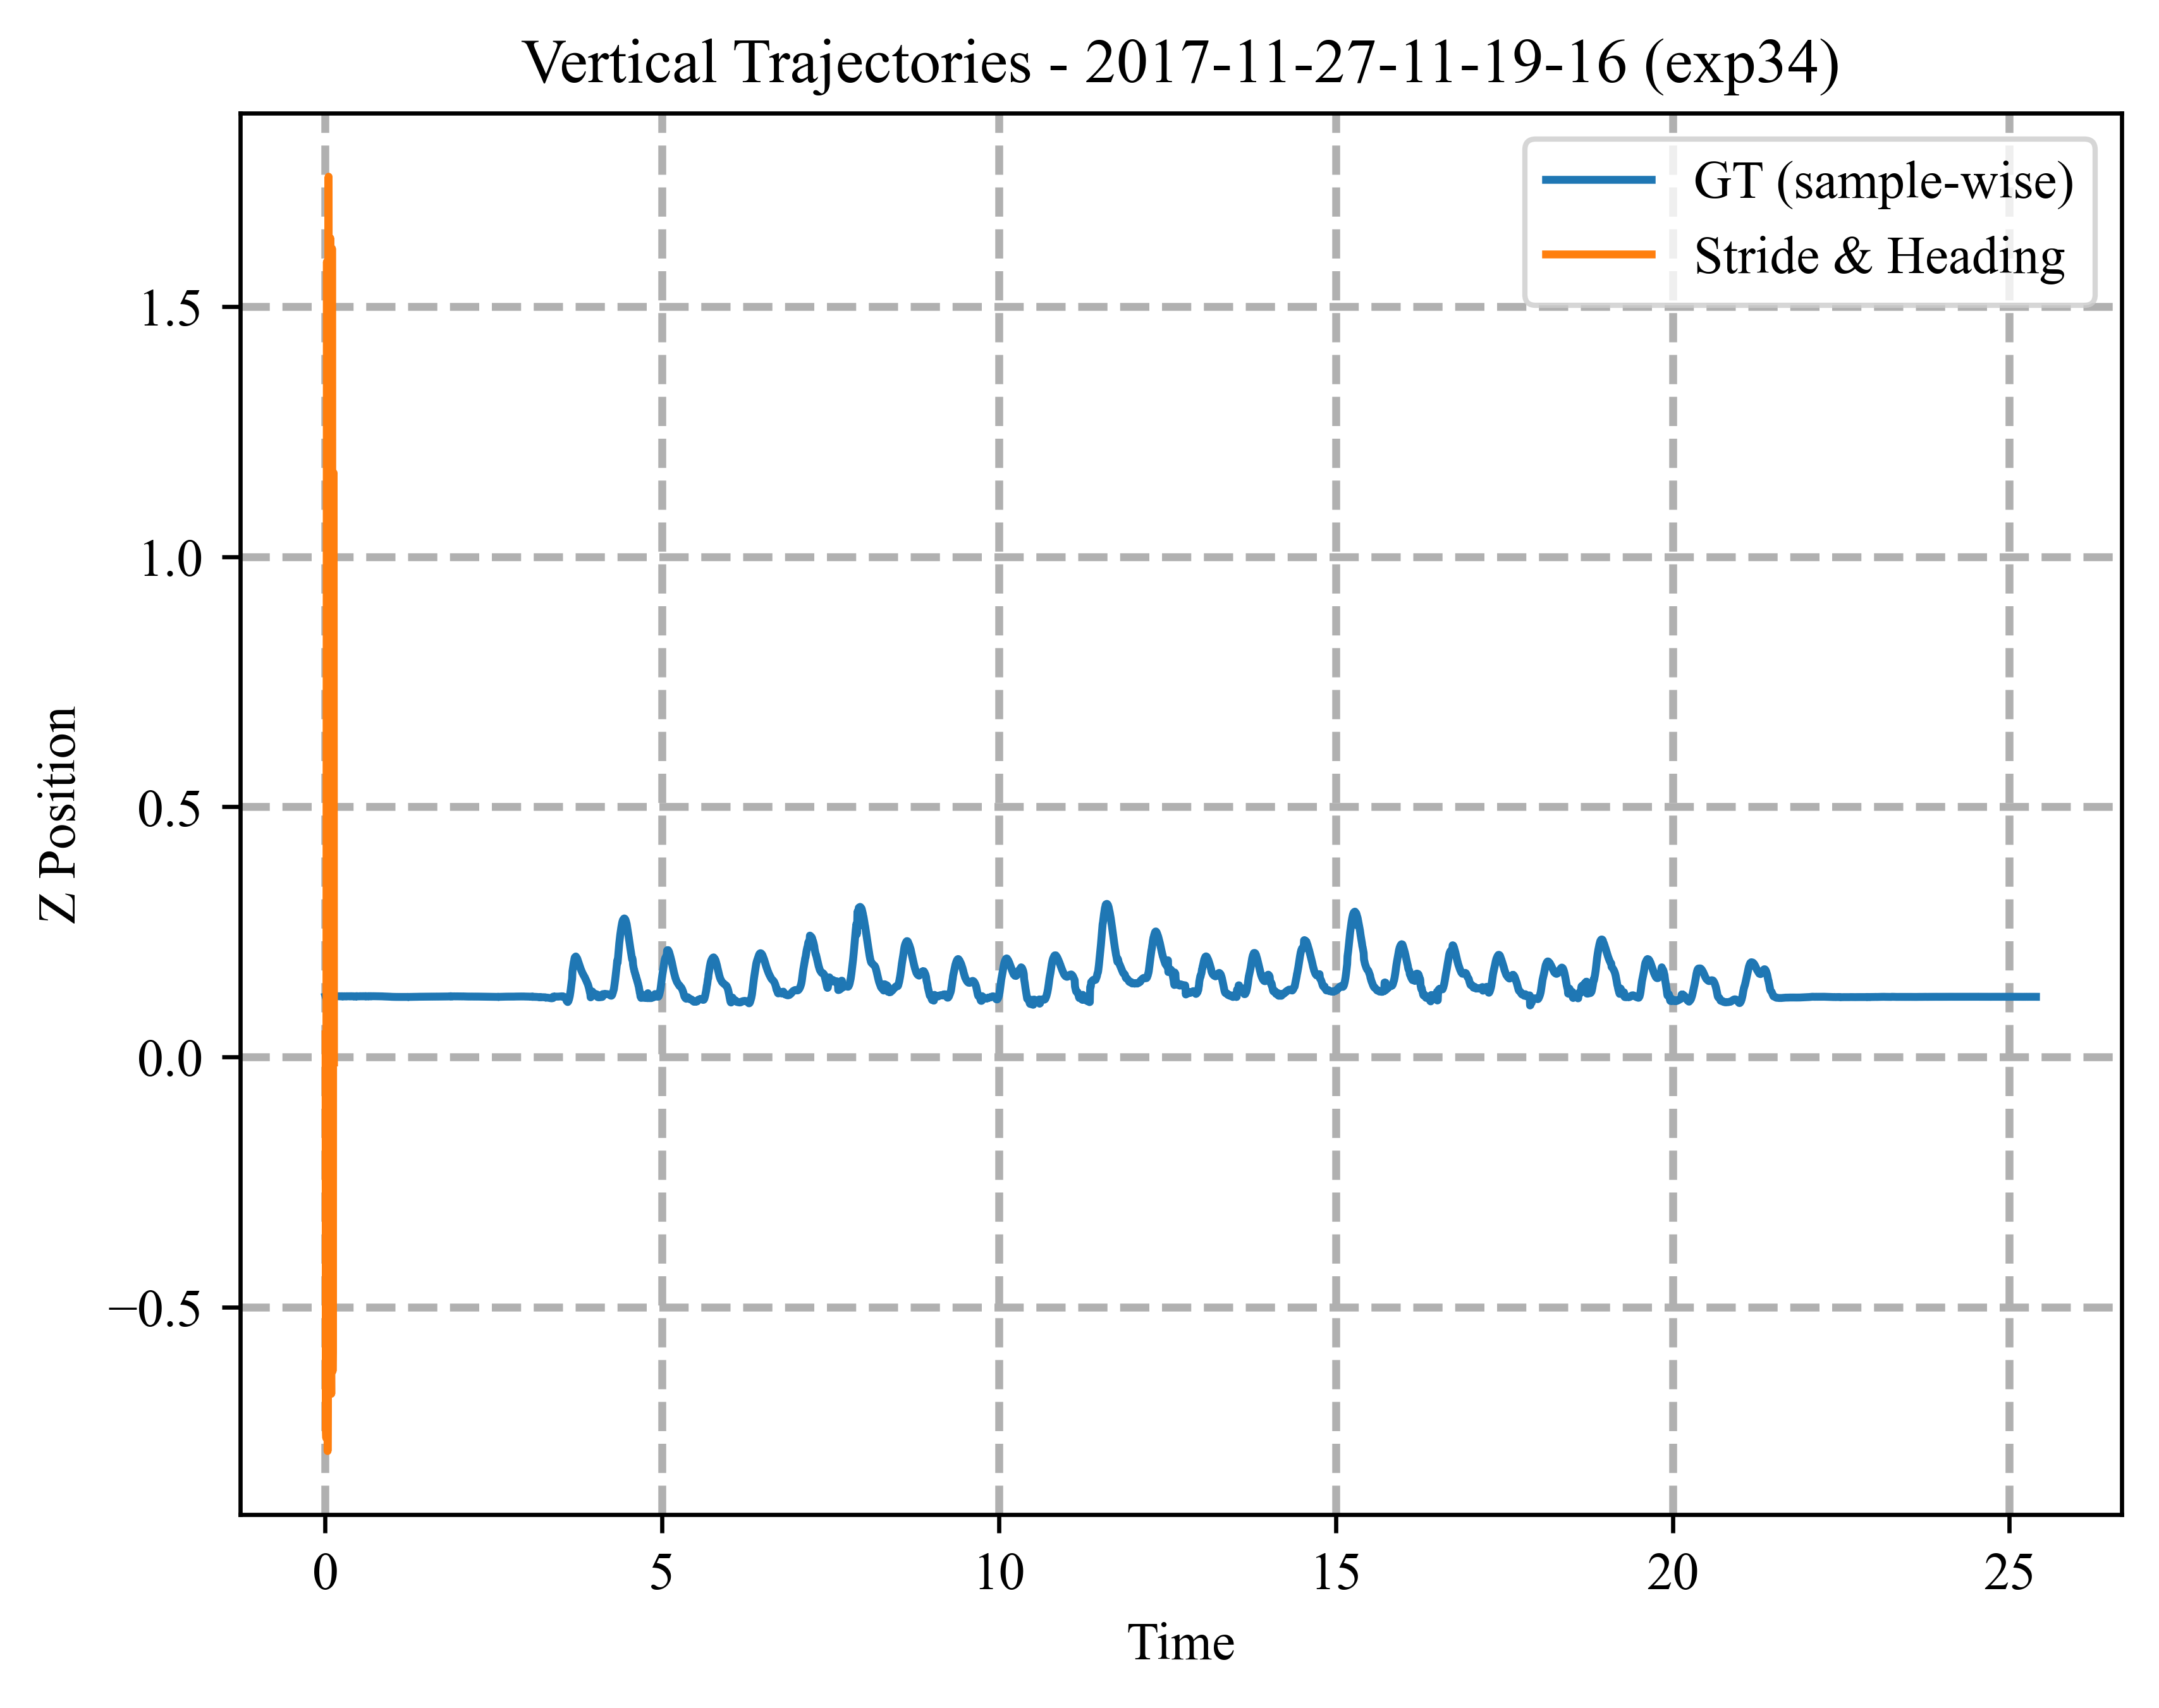 Vertical Trajectories - 2017-11-27-11-19-16 (exp34)
GT (sample-wise)
Stride & Heading
1.5
1.0
0.5
0.0
−0.5
Z Position
0 5 10 15 20 25
Time